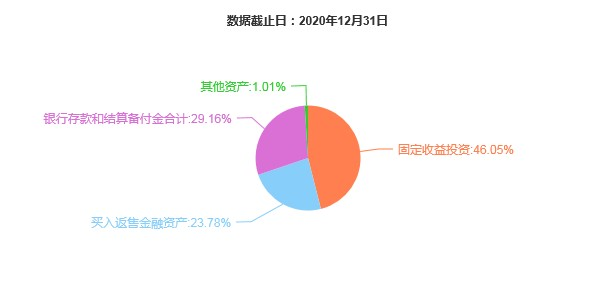 数据截止日：2020年12月31日
其他资产:1.01%
银行存款和结算备付金合计:29.16%
固定收益投资:46.05%
买入返售金融资产:23.78%